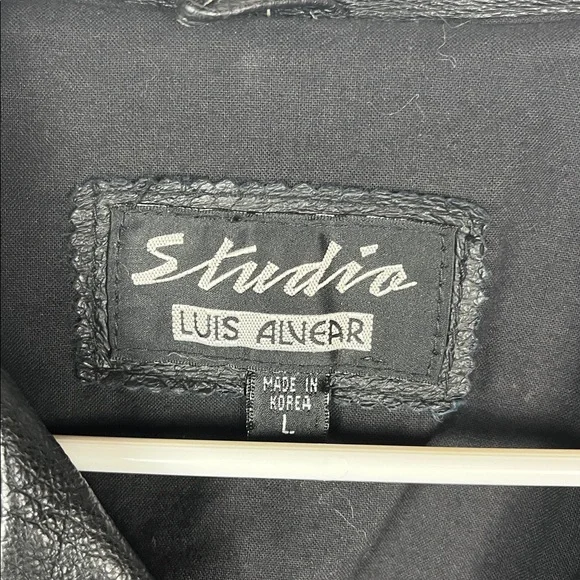 Studio
LUIS ALVEAR
MADE IN
KOREA
L